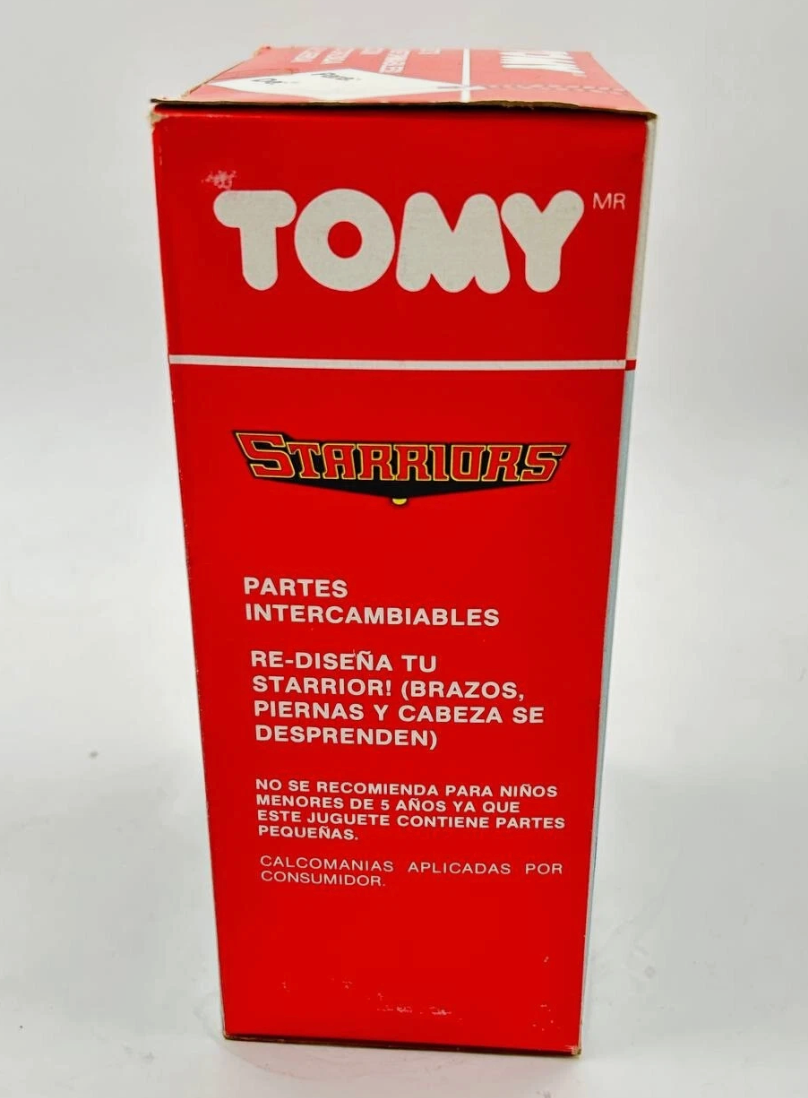 TOMY MR
STARRIORS
PARTES
INTERCAMBIABLES
RE-DISEÑA TU
STARRIOR! (BRAZOS,
PIERNAS Y CABEZA SE
DESPRENDEN)
NO SE RECOMIENDA PARA NIÑOS
MENORES DE 5 AÑOS YA QUE
ESTE JUGUETE CONTIENE PARTES
PEQUEÑAS.
CALCOMANIAS APLICADAS POR
CONSUMIDOR.